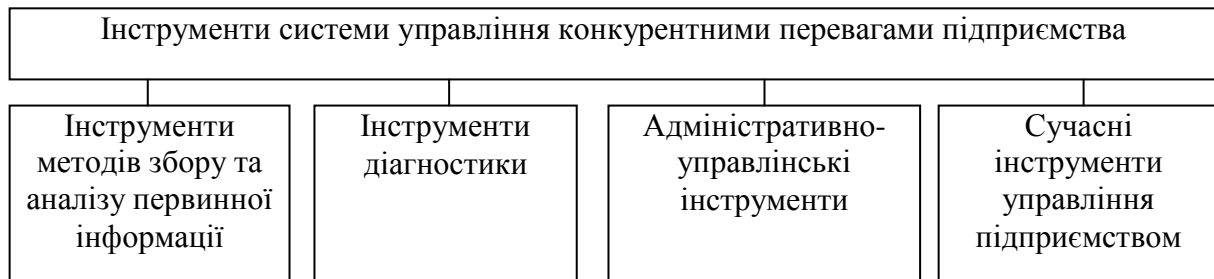 Інструменти системи управління конкурентними перевагами підприємства
Інструменти
методів збору та
аналізу первинної
інформації
Інструменти
діагностики
Адміністративно-
управлінські
інструменти
Сучасні
інструменти
управління
підприємством